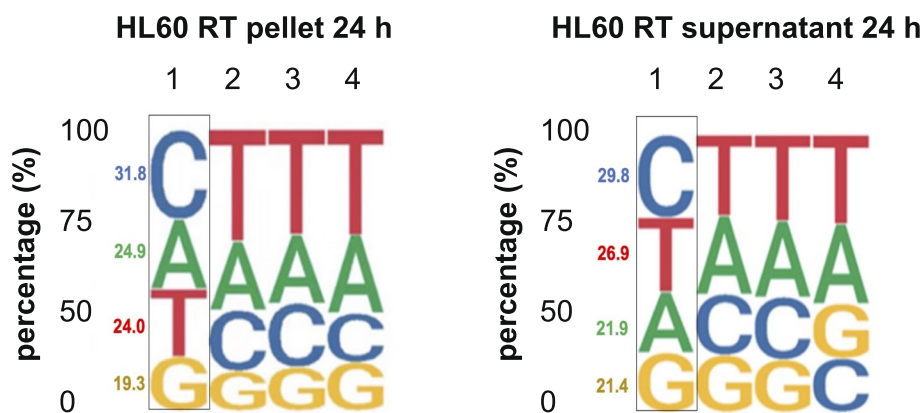 HL60 RT pellet 24 h
1 2 3 4
percentage (%)
100
75
50
0
31.8
24.9
24.0
19.3
C T T T
A A A A
T C C C
G G G G
HL60 RT supernatant 24 h
1 2 3 4
percentage (%)
100
75
50
0
29.8
26.9
21.9
21.4
C T T T
T A A A
A C C G
G G G C